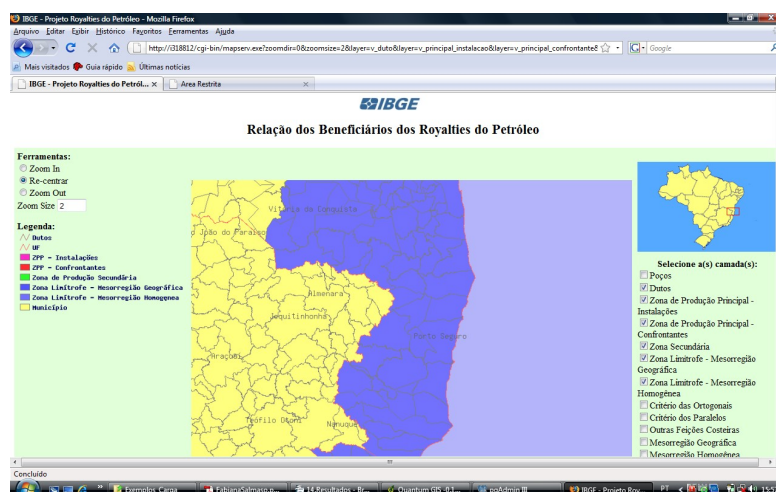 IBGE - Projeto Royalties do Petróleo - Mozilla Firefox
Arquivo Editar Exibir Histórico Favoritos Ferramentas Ajuda
http://i318812/cgi-bin/mapserv.exe?zoomdir=0&zoomsize=2&layer=v_duto&layer=v_principal_instalacao&layer=v_principal_confrontante&
Google
Mais visitados Guia rápido Últimas notícias
IBGE - Projeto Royalties do Petról...
Area Restrita
IBGE
Relação dos Beneficiários dos Royalties do Petróleo
Ferramentas:
Zoom In
Re-centrar
Zoom Out
Zoom Size 2
Legenda:
Dutos
UF
ZPP - Instalações
ZPP - Confrontantes
Zona de Produção Secundária
Zona Limítrofe - Mesorregião Geográfica
Zona Limítrofe - Mesorregião Homogênea
Município
Vitória da Conquista
o João do Paraíso
Almenara
Jequitinhonha
Porto Seguro
Araçuaí
Teófilo Otoni
Nanuque
Selecione a(s) camada(s):
Poços
Dutos
Zona de Produção Principal -
Instalações
Zona de Produção Principal -
Confrontantes
Zona Secundária
Zona Limítrofe - Mesorregião
Geográfica
Zona Limítrofe - Mesorregião
Homogênea
Critério das Ortogonais
Critério dos Paralelos
Outras Feições Costeiras
Mesorregião Geográfica
Mesorregião Homogênea
Concluído
Exemplos_Carga
FabianaSalmaso.p...
14.Resultados - Br...
Quantum GIS -0.1...
pgAdmin III
IBGE - Projeto Roy...
PT